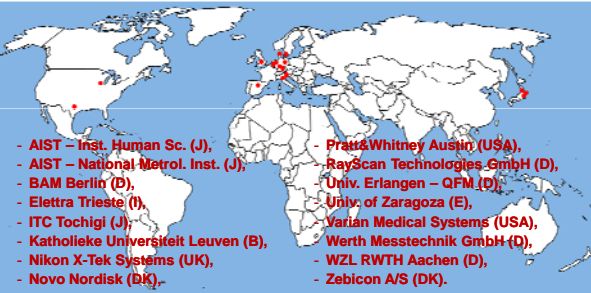 - AIST – Inst. Human Sc. (J),
- AIST – National Metrol. Inst. (J),
- BAM Berlin (D),
- Elettra Trieste (I),
- ITC Tochigi (J),
- Katholieke Universiteit Leuven (B),
- Nikon X-Tek Systems (UK),
- Novo Nordisk (DK),
- Pratt&Whitney Austin (USA),
- RayScan Technologies GmbH (D),
- Univ. Erlangen – QFM (D),
- Univ. of Zaragoza (E),
- Varian Medical Systems (USA),
- Werth Messtechnik GmbH (D),
- WZL RWTH Aachen (D),
- Zebicon A/S (DK).